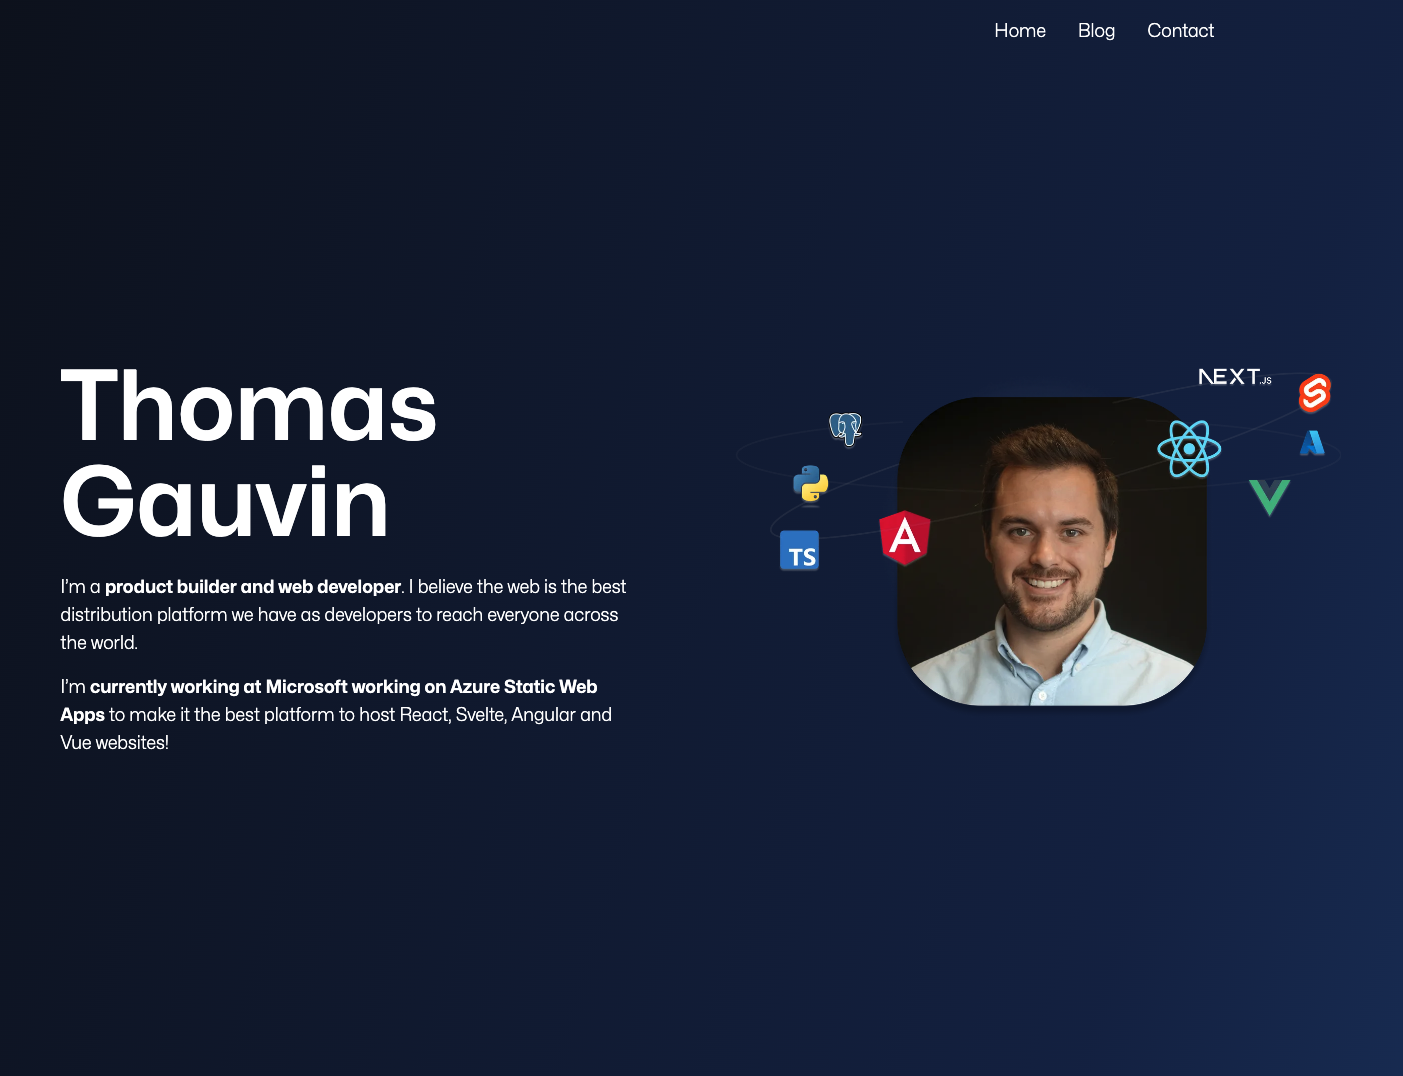 Home Blog Contact
Thomas
Gauvin
I'm a product builder and web developer. I believe the web is the best
distribution platform we have as developers to reach everyone across
the world.
I'm currently working at Microsoft working on Azure Static Web
Apps to make it the best platform to host React, Svelte, Angular and
Vue websites!
NEXT.JS
TS